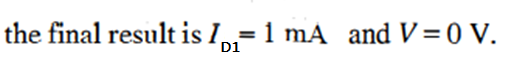 the final result is I_D1 = 1 mA and V = 0 V.